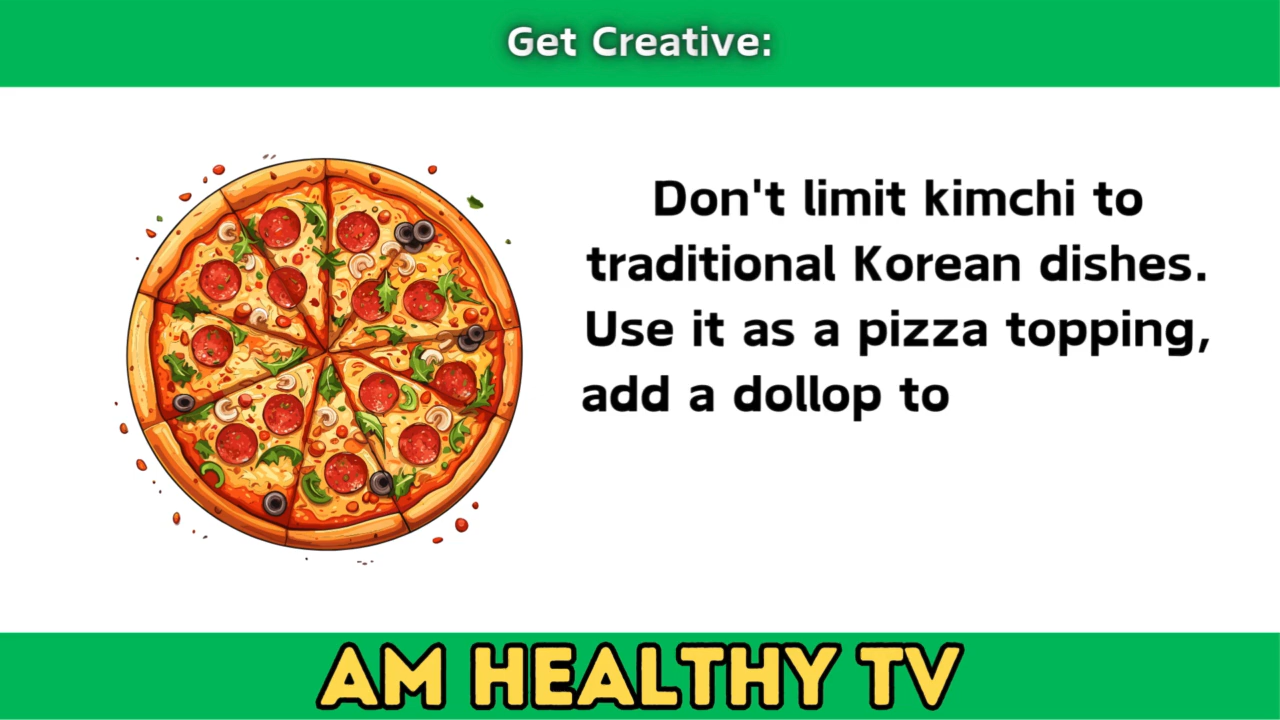 Get Creative:
Don't limit kimchi to
traditional Korean dishes.
Use it as a pizza topping,
add a dollop to
AM HEALTHY TV